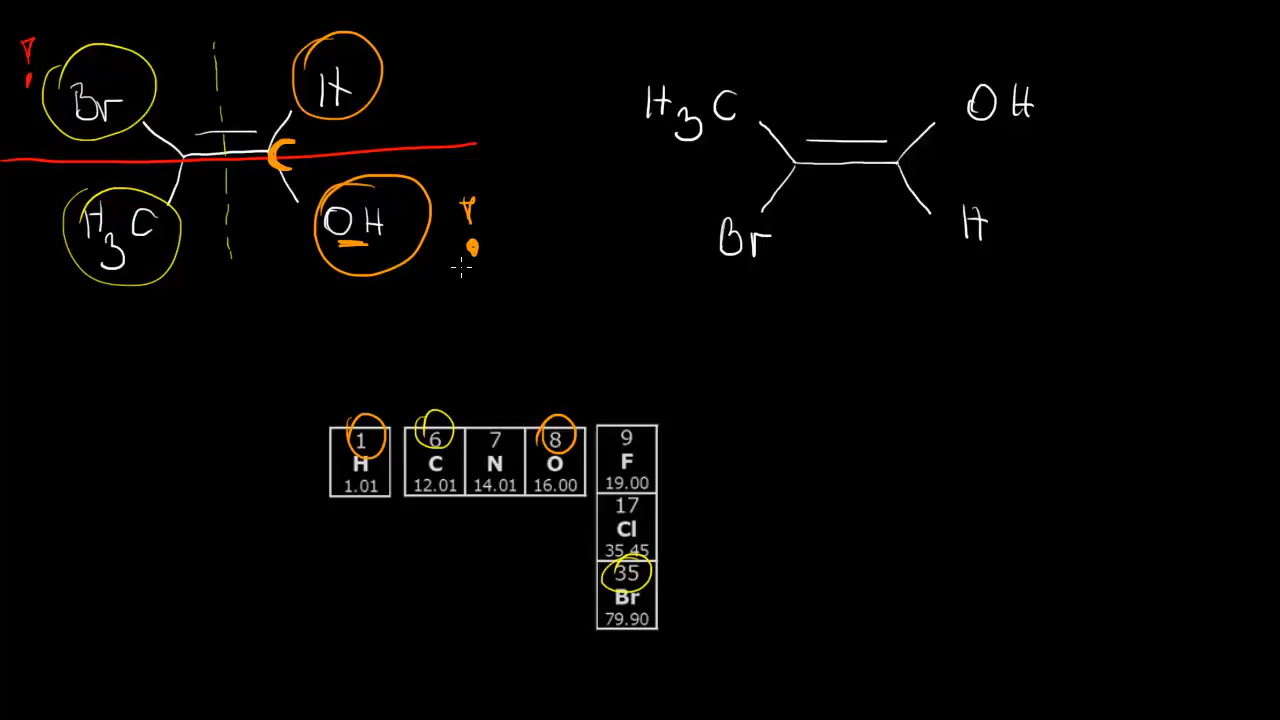 Br H
H3C OH
H3C OH
Br H
1 6 7 8 9
H C N O F
1.01 12.01 14.01 16.00 19.00
17
Cl
35.45
35
Br
79.90